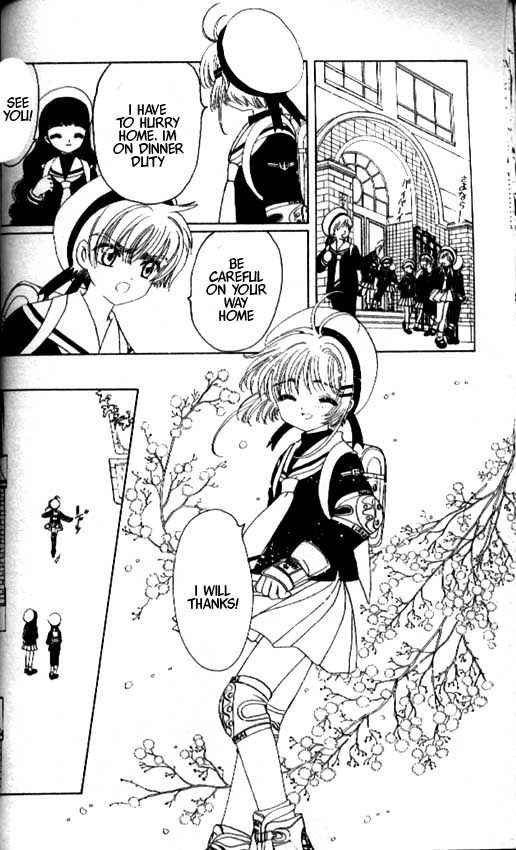 I HAVE
TO HURRY
HOME. IM
ON DINNER
DUTY
SEE
YOU!
BE
CAREFUL
ON YOUR
WAY
HOME
I WILL
THANKS!